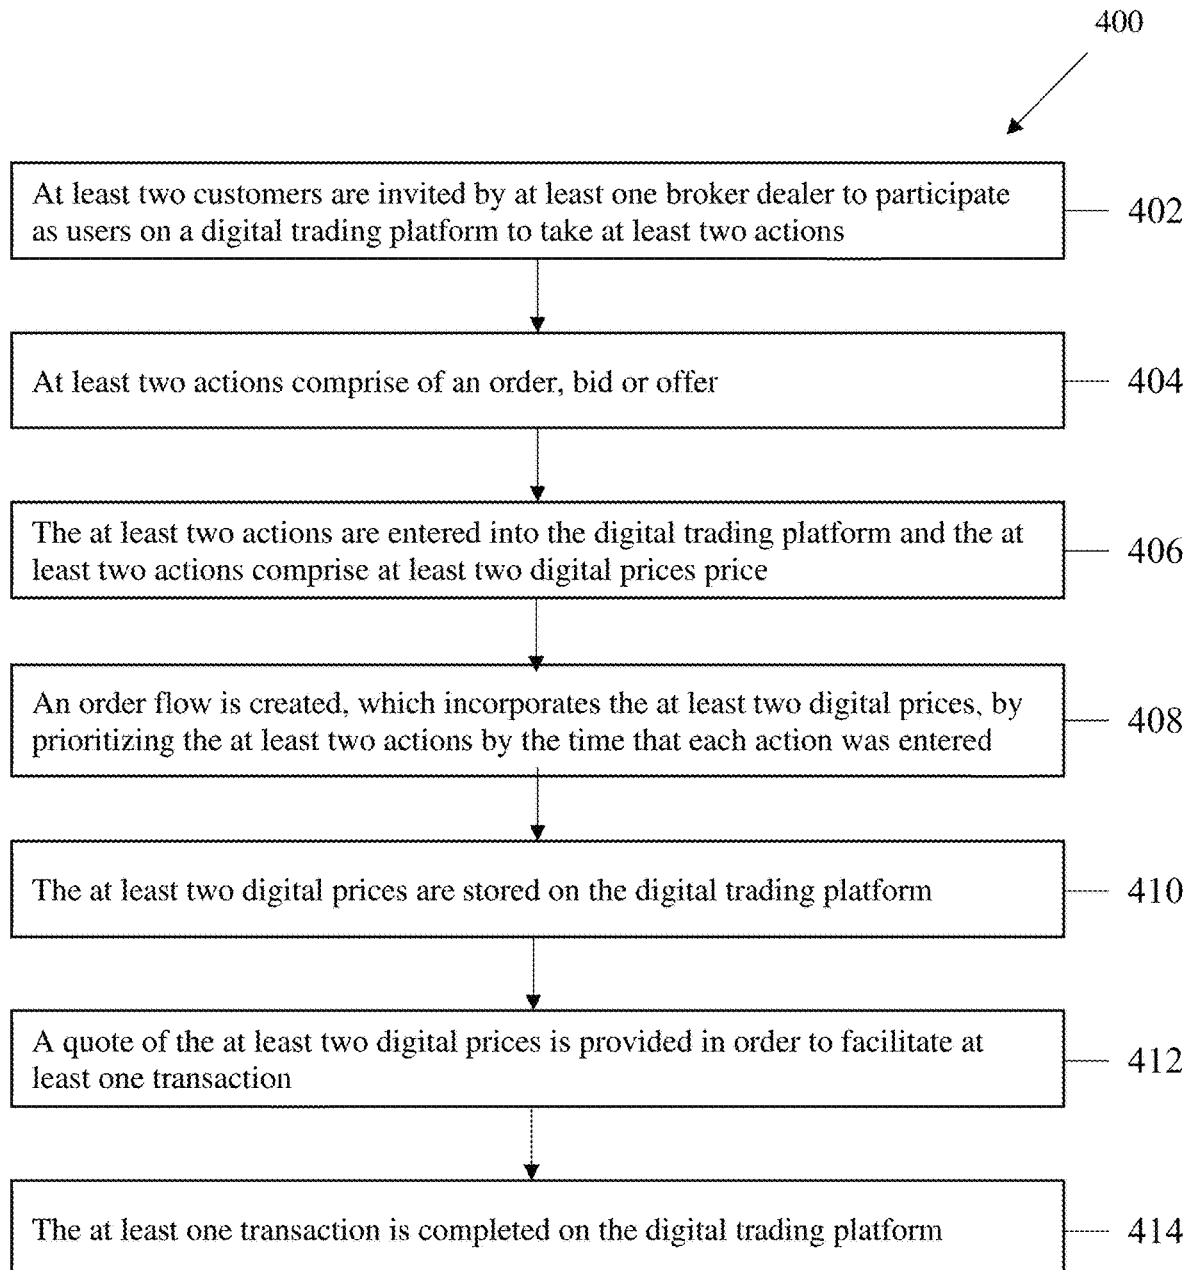 400
At least two customers are invited by at least one broker dealer to participate
as users on a digital trading platform to take at least two actions
402
At least two actions comprise of an order, bid or offer
404
The at least two actions are entered into the digital trading platform and the at
least two actions comprise at least two digital prices price
406
An order flow is created, which incorporates the at least two digital prices, by
prioritizing the at least two actions by the time that each action was entered
408
The at least two digital prices are stored on the digital trading platform
410
A quote of the at least two digital prices is provided in order to facilitate at
least one transaction
412
The at least one transaction is completed on the digital trading platform
414